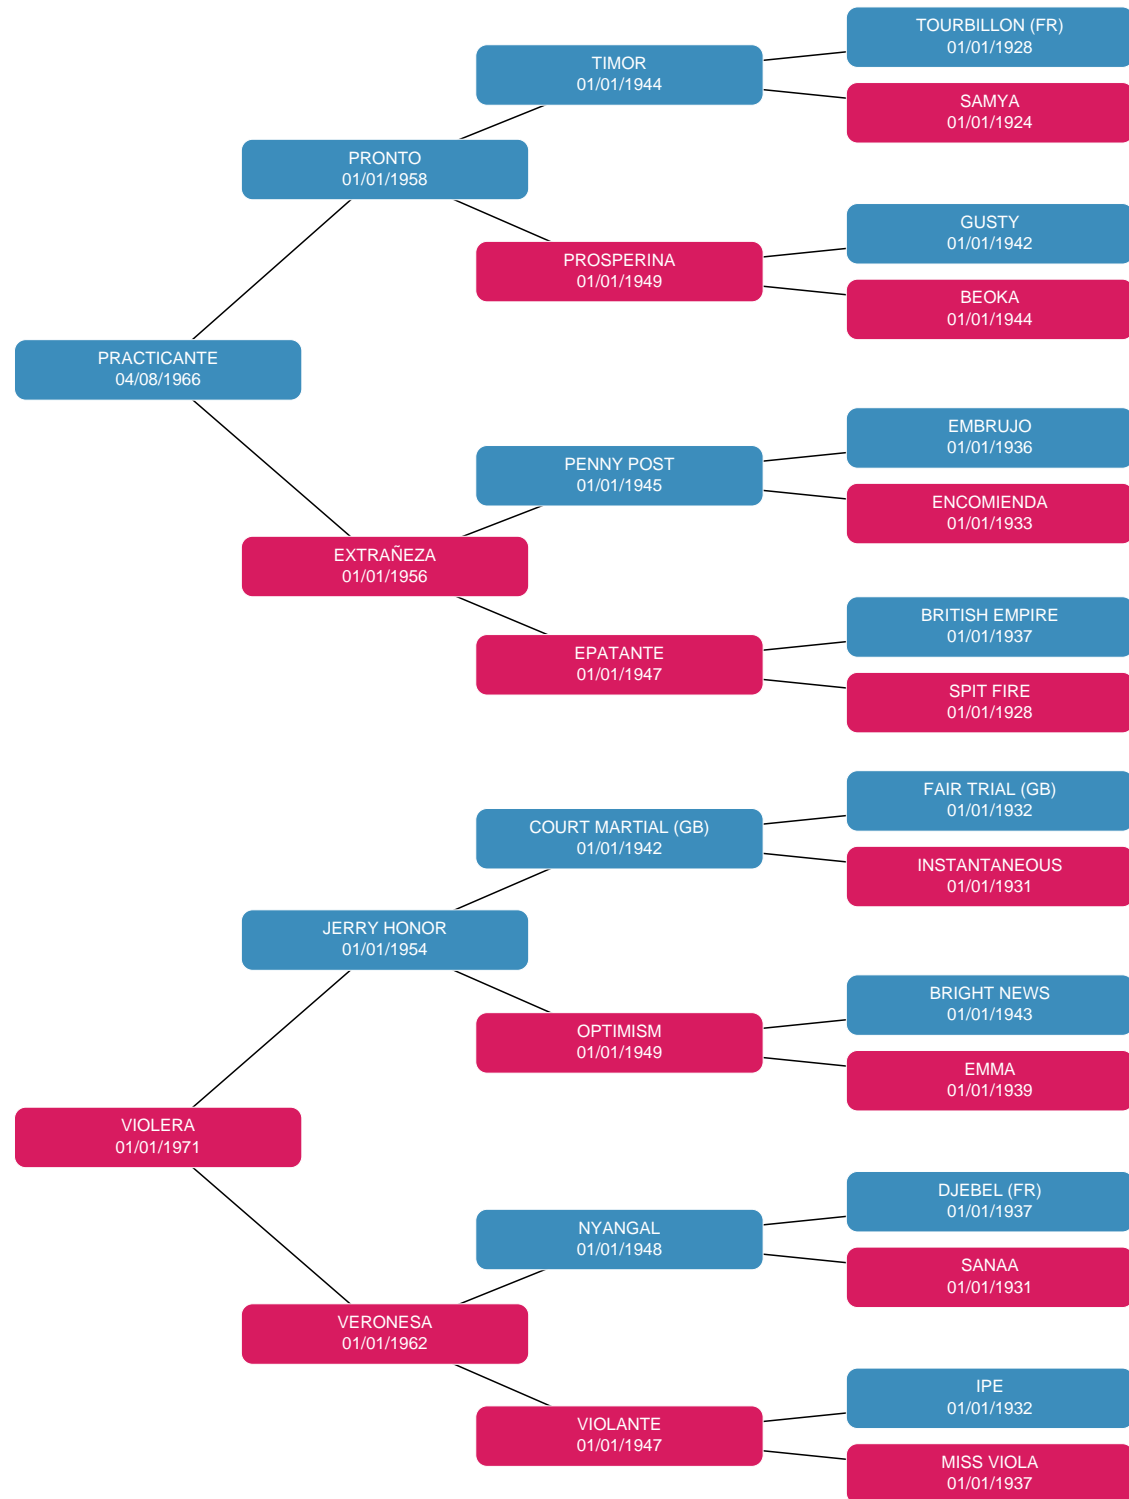 TOURBILLON (FR)
01/01/1928
TIMOR
01/01/1944
SAMYA
01/01/1924
PRONTO
01/01/1958
GUSTY
01/01/1942
PROSPERINA
01/01/1949
BEOKA
01/01/1944
PRACTICANTE
04/08/1966
EMBRUJO
01/01/1936
PENNY POST
01/01/1945
ENCOMIENDA
01/01/1933
EXTRAÑEZA
01/01/1956
BRITISH EMPIRE
01/01/1937
EPATANTE
01/01/1947
SPIT FIRE
01/01/1928
FAIR TRIAL (GB)
01/01/1932
COURT MARTIAL (GB)
01/01/1942
INSTANTANEOUS
01/01/1931
JERRY HONOR
01/01/1954
BRIGHT NEWS
01/01/1943
OPTIMISM
01/01/1949
EMMA
01/01/1939
VIOLERA
01/01/1971
DJEBEL (FR)
01/01/1937
NYANGAL
01/01/1948
SANAA
01/01/1931
VERONESA
01/01/1962
IPE
01/01/1932
VIOLANTE
01/01/1947
MISS VIOLA
01/01/1937